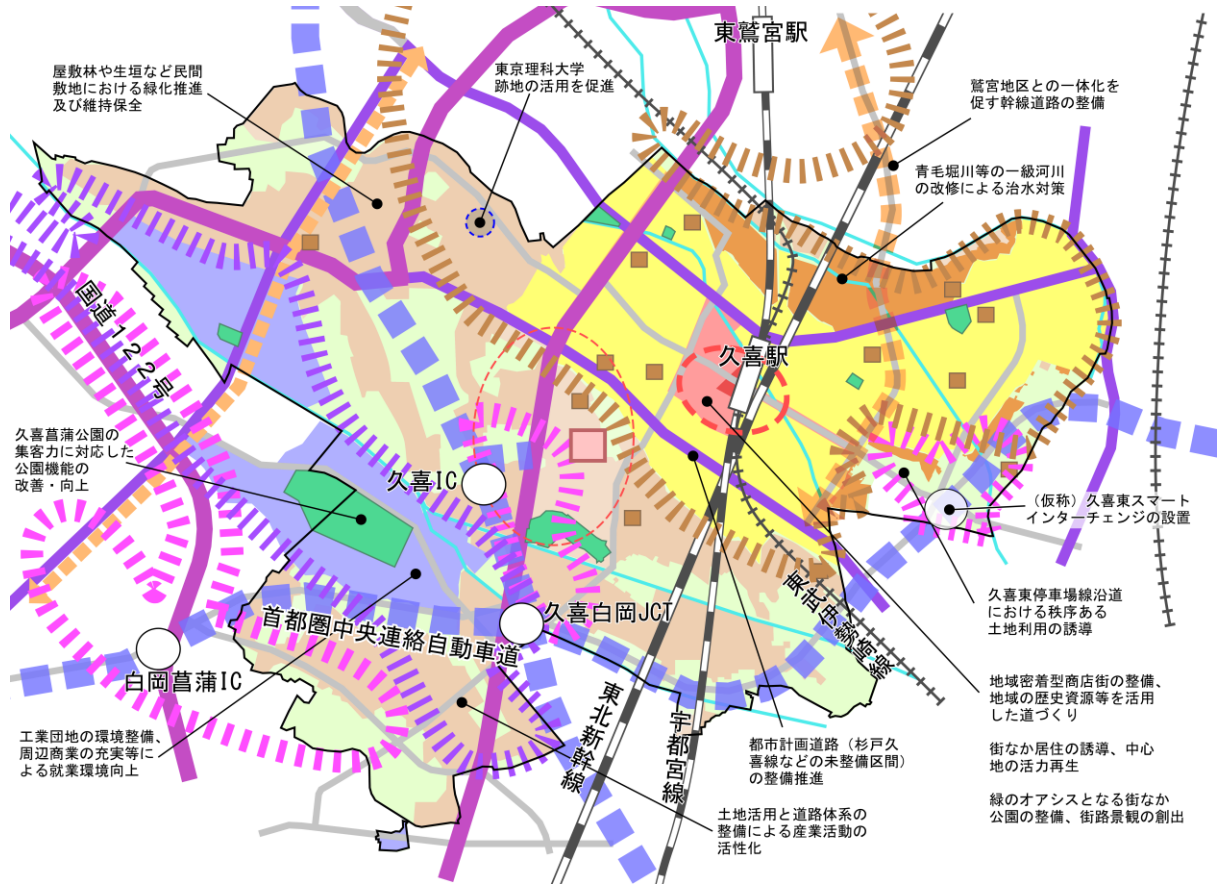 東鷲宮駅
屋敷林や生垣など民間
敷地における緑化推進
及び維持保全
東京理科大学
跡地の活用を促進
鷲宮地区との一体化を
促す幹線道路の整備
青毛堀川等の一級河川
の改修による治水対策
国道122号
久喜駅
久喜菖蒲公園の
集客力に対応した
公園機能の
改善・向上
久喜IC
(仮称)久喜東スマート
インターチェンジの設置
久喜白岡JCT
首都圏中央連絡自動車道
東武伊勢崎線
久喜東停車場線沿道
における秩序ある
土地利用の誘導
白岡菖蒲IC
東北新幹線
宇都宮線
工業団地の環境整備、
周辺商業の充実等に
よる就業環境向上
都市計画道路(杉戸久
喜線などの未整備区間)
の整備推進
土地活用と道路体系の
整備による産業活動の
活性化
地域密着型商店街の整備、
地域の歴史資源等を活用
した道づくり
街なか居住の誘導、中心
地の活力再生
緑のオアシスとなる街なか
公園の整備、街路景観の創出